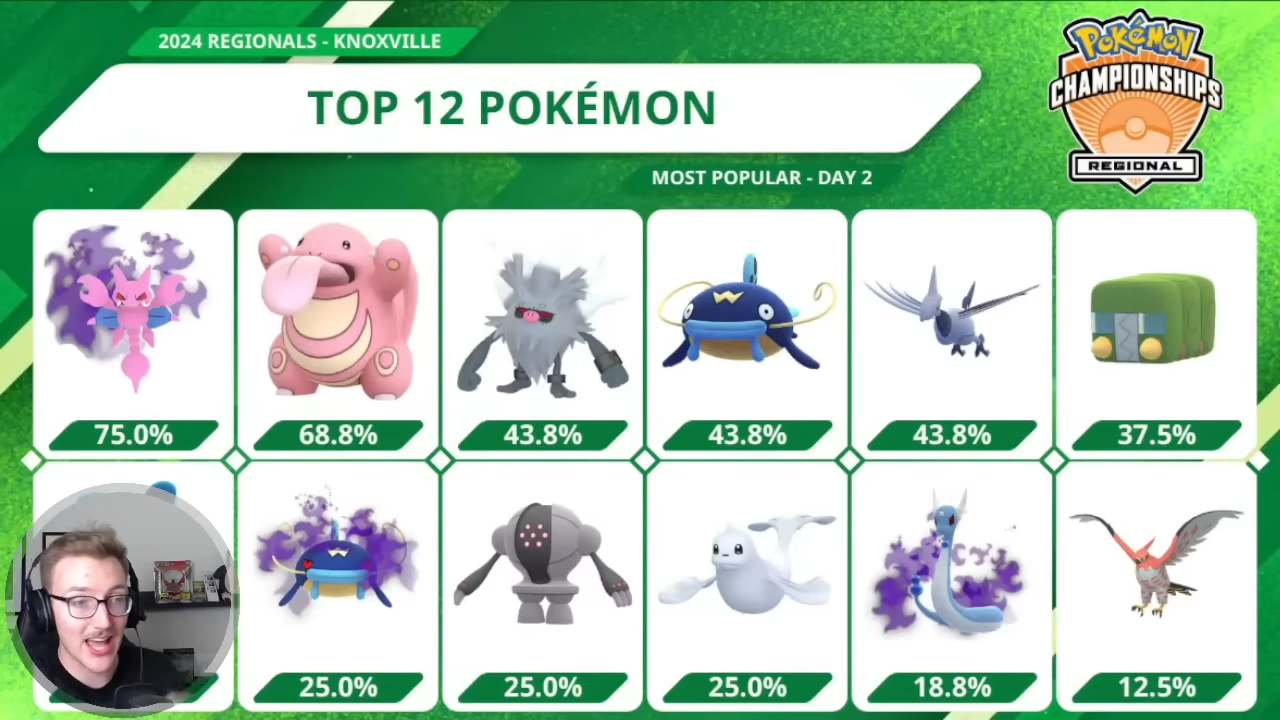 2024 REGIONALS - KNOXVILLE
TOP 12 POKÉMON
MOST POPULAR - DAY 2
Pokémon
CHAMPIONSHIPS
REGIONAL
75.0%
68.8%
43.8%
43.8%
43.8%
37.5%
25.0%
25.0%
25.0%
18.8%
12.5%